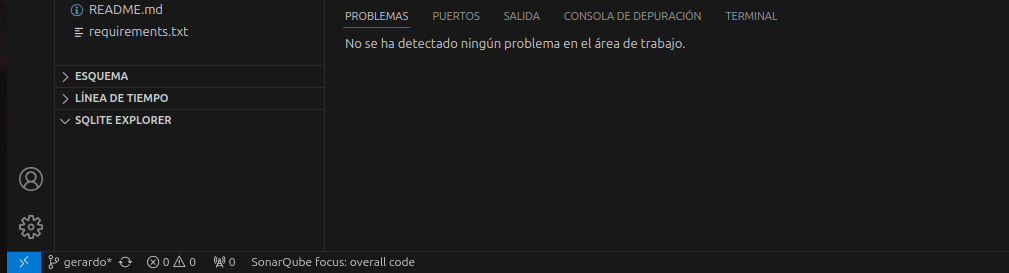 README.md
requirements.txt
ESQUEMA
LÍNEA DE TIEMPO
SQLITE EXPLORER
PROBLEMAS PUERTOS SALIDA CONSOLA DE DEPURACIÓN TERMINAL
No se ha detectado ningún problema en el área de trabajo.
gerardo* 0 0 0 SonarQube focus: overall code